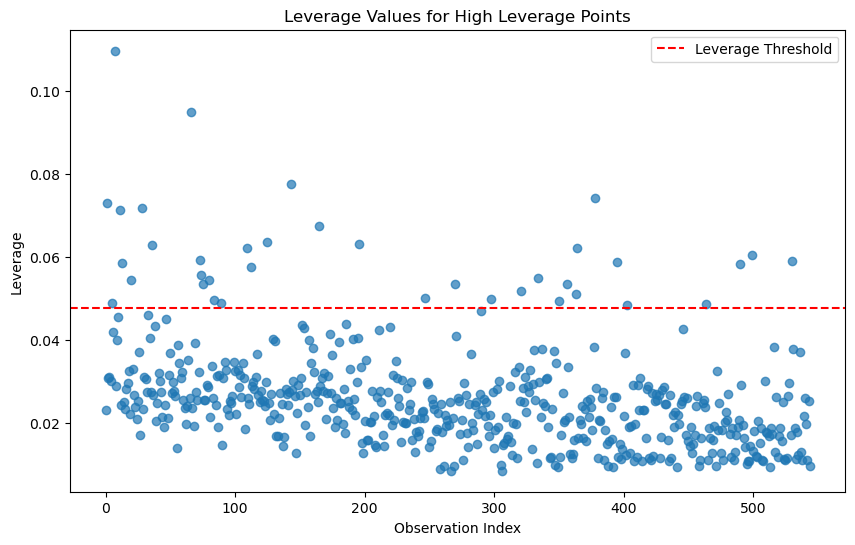 Leverage Values for High Leverage Points
Leverage Threshold
Leverage
0.10
0.08
0.06
0.04
0.02
0 100 200 300 400 500
Observation Index